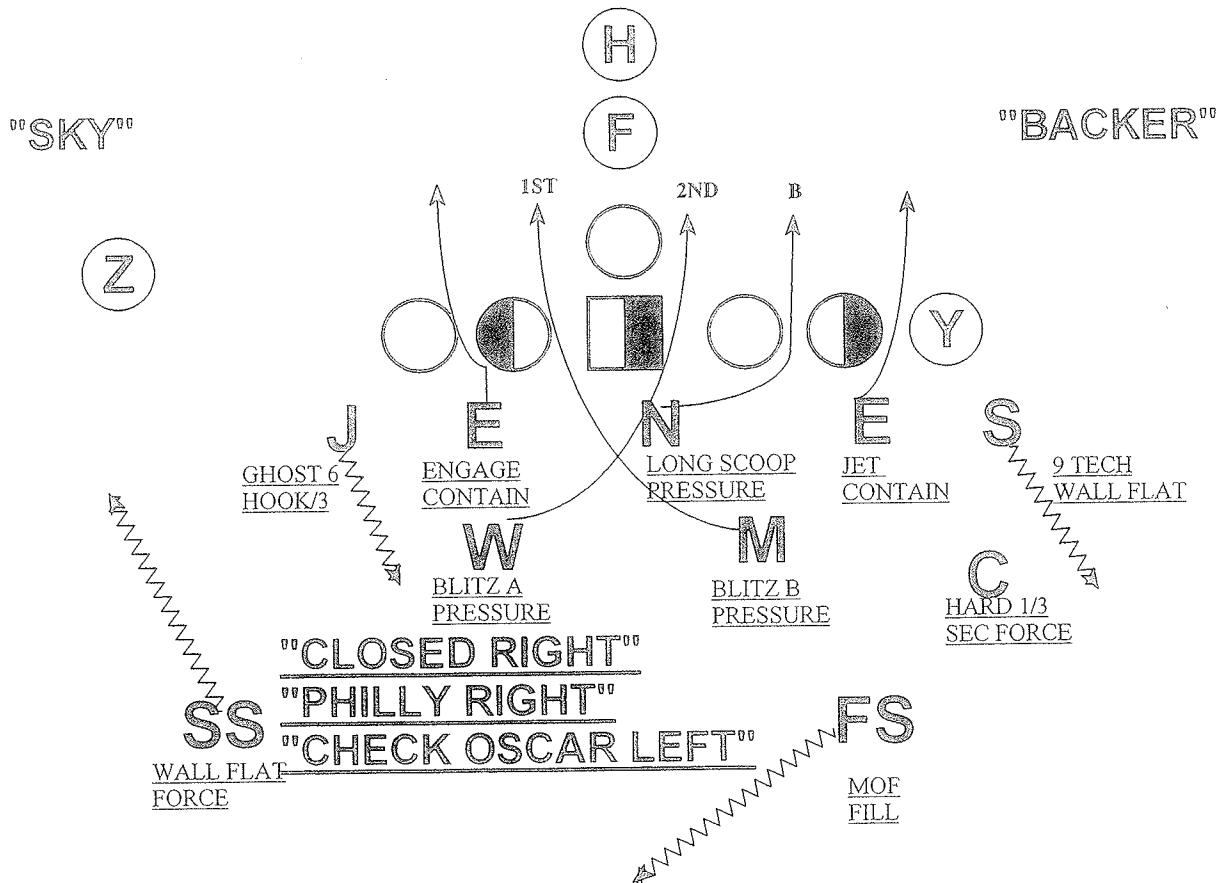 H
"SKY"
F
"BACKER"
1ST
2ND
B
Z
Y
J
E
N
E
S
GHOST 6
HOOK/3
ENGAGE
CONTAIN
LONG SCOOP
PRESSURE
JET
CONTAIN
9 TECH
WALL FLAT
W
BLITZ A
PRESSURE
M
BLITZ B
PRESSURE
C
HARD 1/3
SEC FORCE
"CLOSED RIGHT"
"PHILLY RIGHT"
"CHECK OSCAR LEFT"
SS
WALL FLAT
FORCE
FS
MOF
FILL